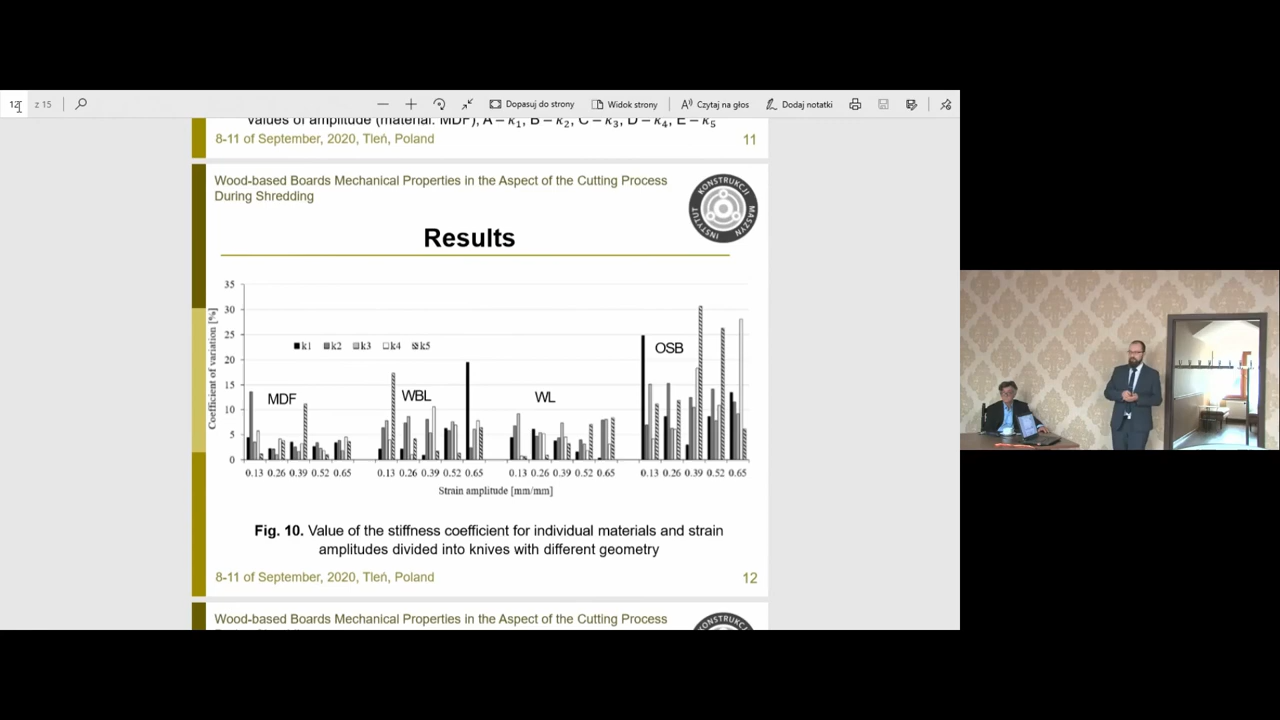 12
z 15
Dopasuj do strony
Widok strony
Czytaj na głos
Dodaj notatki
values of amplitude (material: MDF), A – κ1, B – κ2, C – κ3, D – κ4, E – κ5
8-11 of September, 2020, Tleń, Poland
11
Wood-based Boards Mechanical Properties in the Aspect of the Cutting Process
During Shredding
INSTYTUT KONSTRUKCJI MASZYN
Results
35
30
25
20
15
10
5
0
Coefficient of variation [%]
k1 k2 k3 k4 k5
MDF
WBL
WL
OSB
0.13 0.26 0.39 0.52 0.65
0.13 0.26 0.39 0.52 0.65
0.13 0.26 0.39 0.52 0.65
0.13 0.26 0.39 0.52 0.65
Strain amplitude [mm/mm]
Fig. 10. Value of the stiffness coefficient for individual materials and strain
amplitudes divided into knives with different geometry
8-11 of September, 2020, Tleń, Poland
12
Wood-based Boards Mechanical Properties in the Aspect of the Cutting Process
KONSTRUKCJI